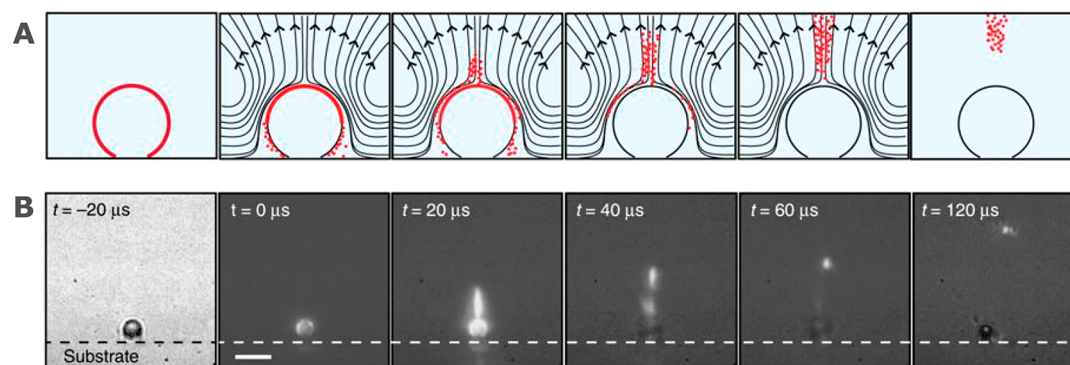 A
B
t = –20 µs
t = 0 µs
t = 20 µs
t = 40 µs
t = 60 µs
t = 120 µs
Substrate